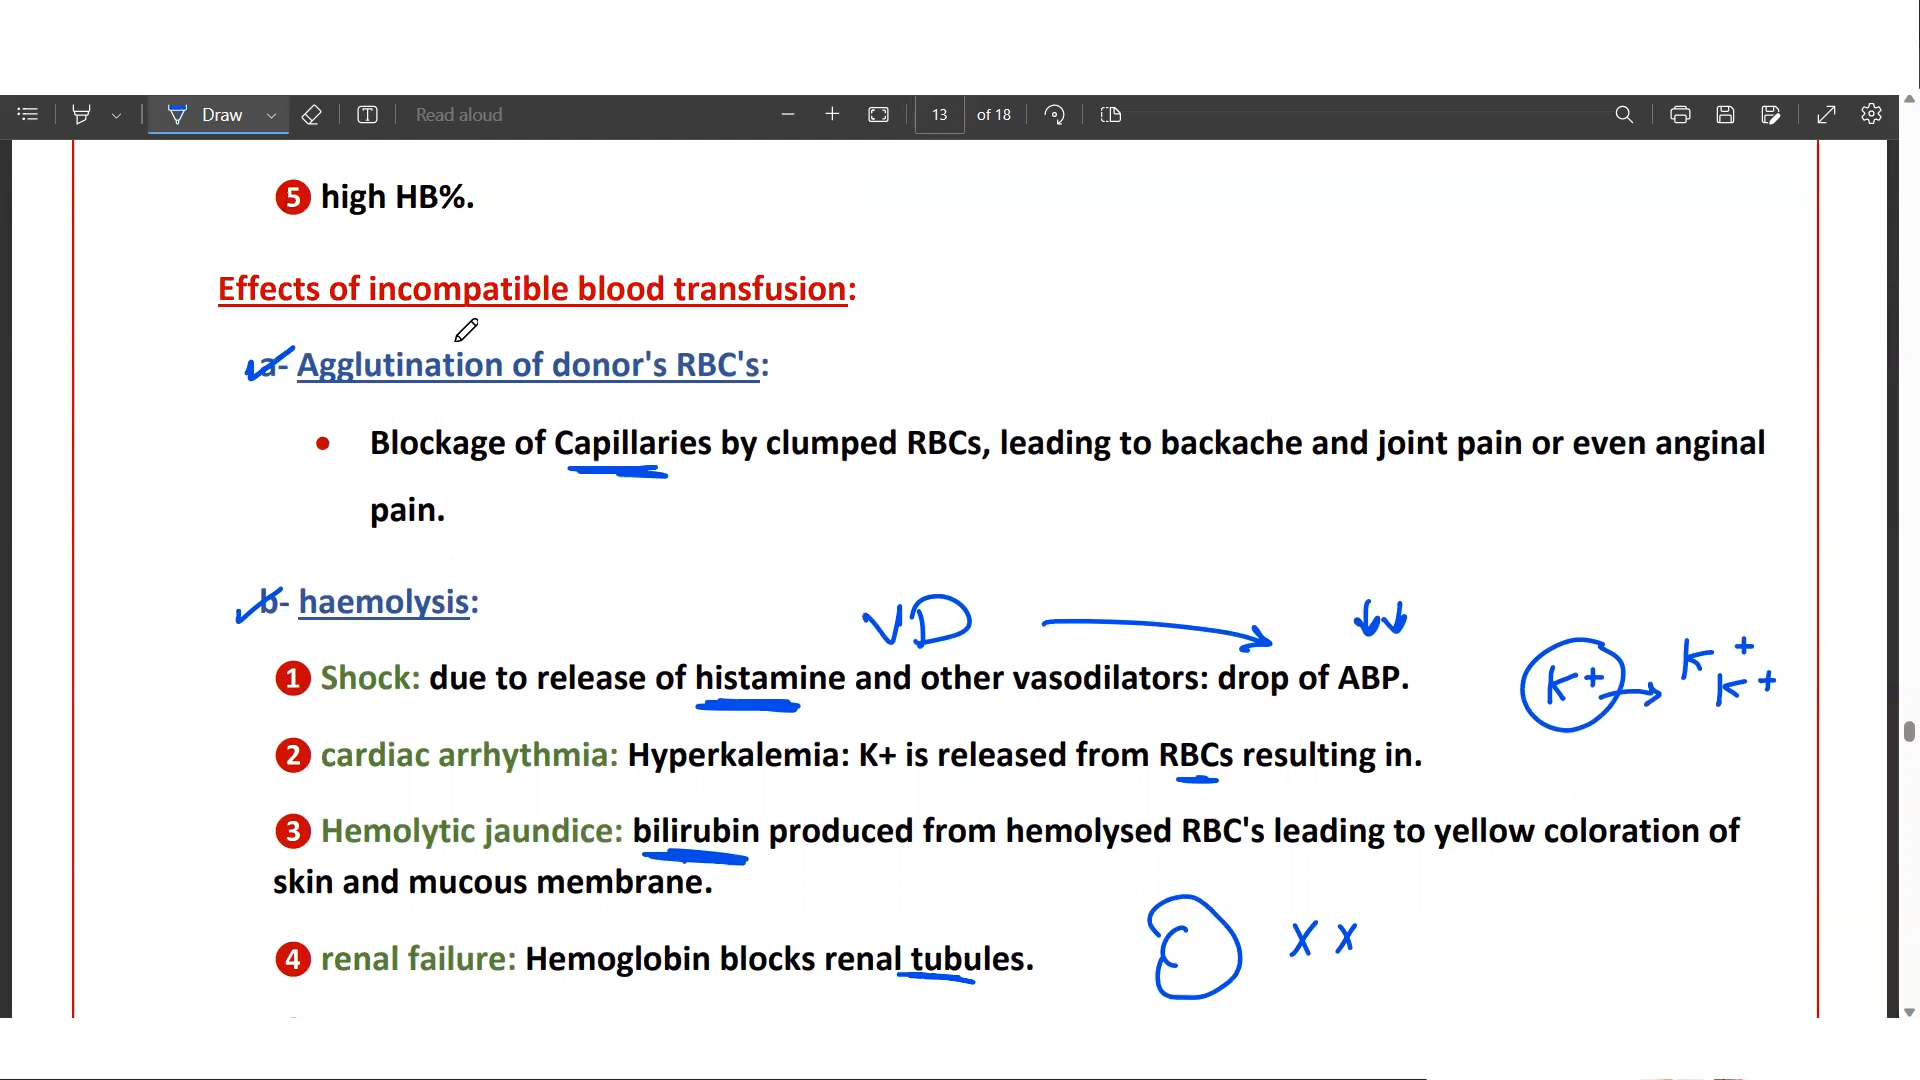 Draw
Read aloud
13 of 18
5 high HB%.
Effects of incompatible blood transfusion:
a- Agglutination of donor's RBC's:
• Blockage of Capillaries by clumped RBCs, leading to backache and joint pain or even anginal
pain.
b- haemolysis:
VD
1 Shock: due to release of histamine and other vasodilators: drop of ABP.
K+ K+
K+
2 cardiac arrhythmia: Hyperkalemia: K+ is released from RBCs resulting in.
3 Hemolytic jaundice: bilirubin produced from hemolysed RBC's leading to yellow coloration of
skin and mucous membrane.
x x
4 renal failure: Hemoglobin blocks renal tubules.